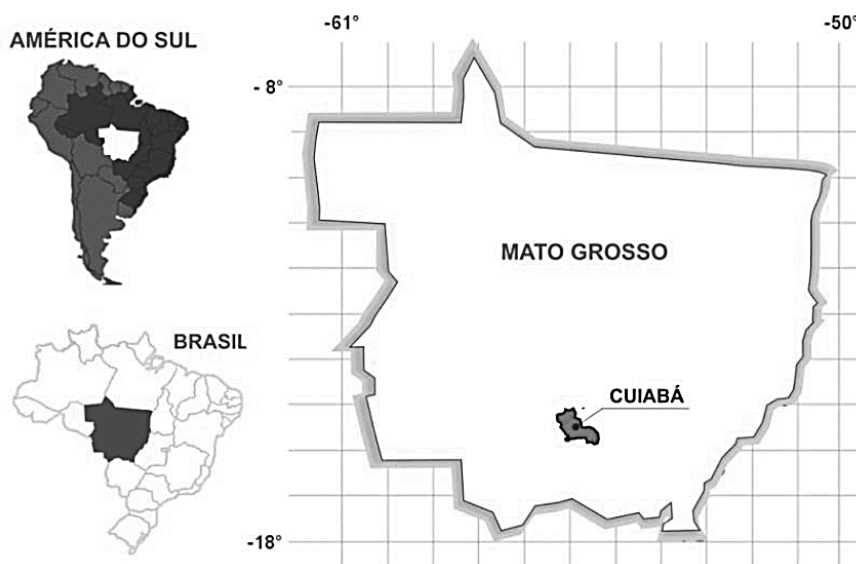 AMÉRICA DO SUL
BRASIL
-61°
-50°
- 8°
MATO GROSSO
CUIABÁ
-18°